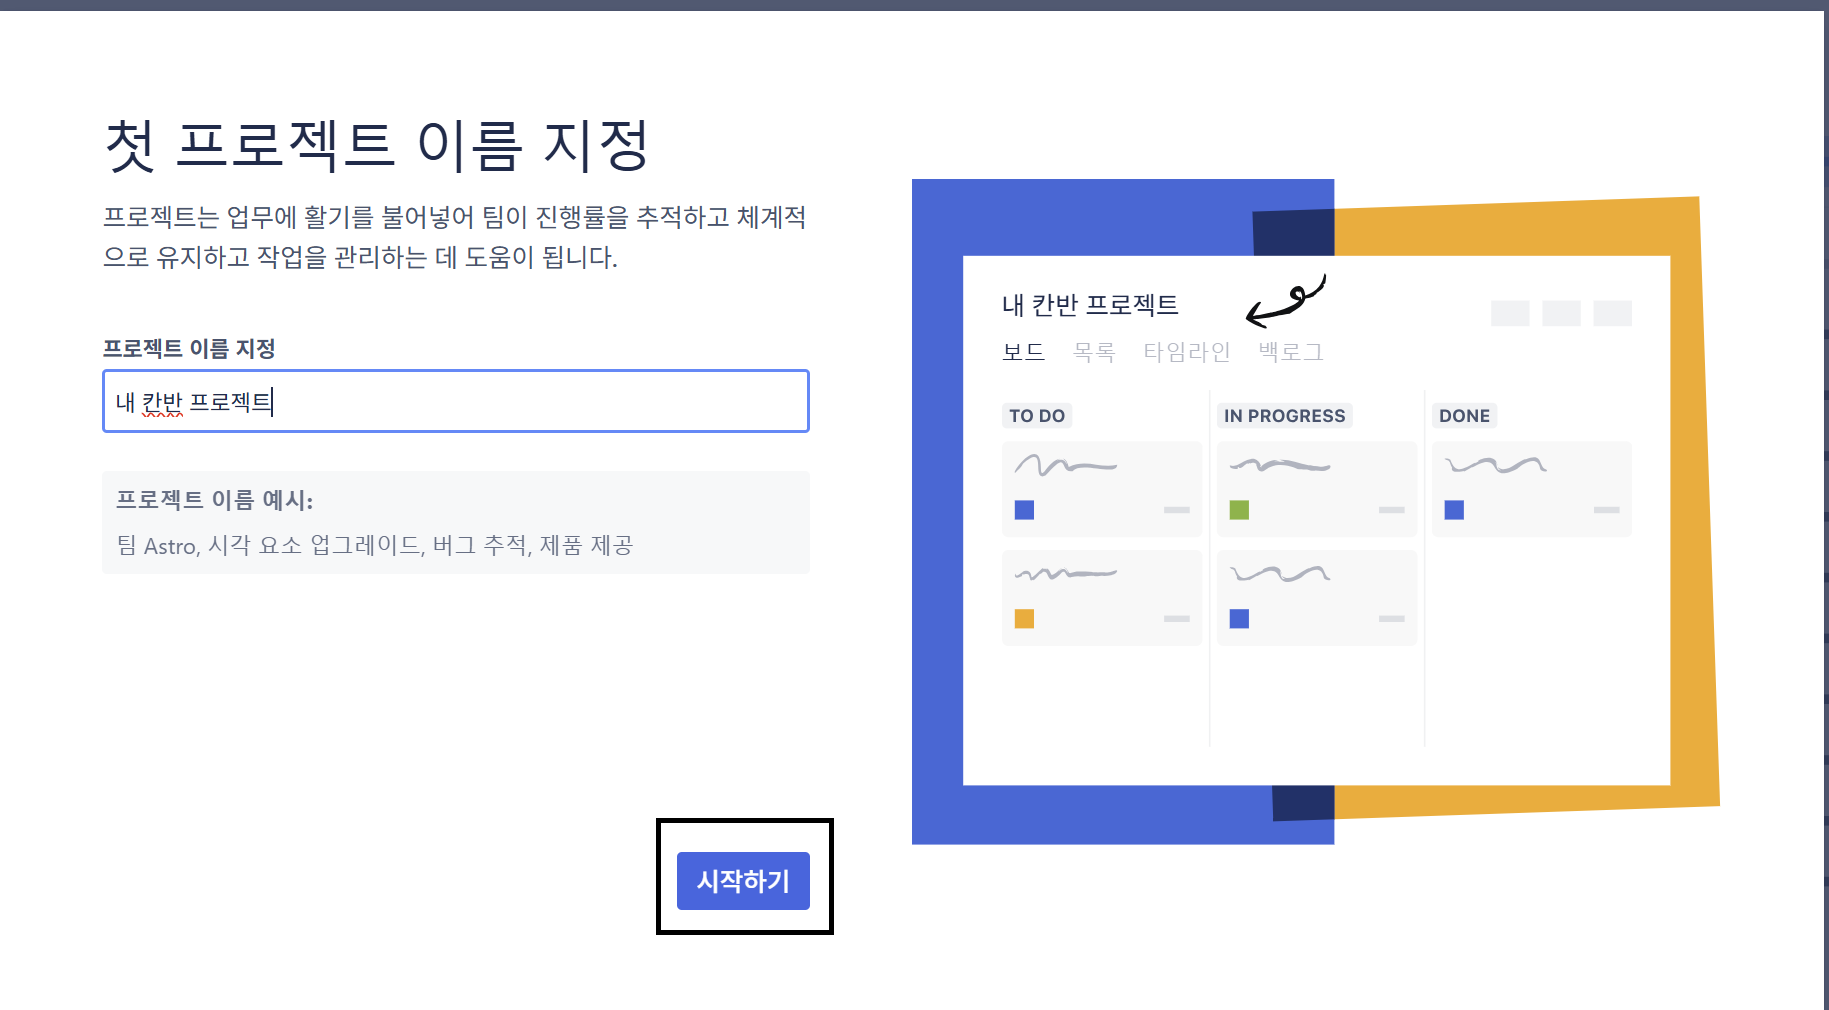 첫 프로젝트 이름 지정
프로젝트는 업무에 활기를 불어넣어 팀이 진행률을 추적하고 체계적
으로 유지하고 작업을 관리하는 데 도움이 됩니다.
프로젝트 이름 지정
내 칸반 프로젝트
프로젝트 이름 예시:
팀 Astro, 시각 요소 업그레이드, 버그 추적, 제품 제공
시작하기
내 칸반 프로젝트
보드 목록 타임라인 백로그
TO DO IN PROGRESS DONE